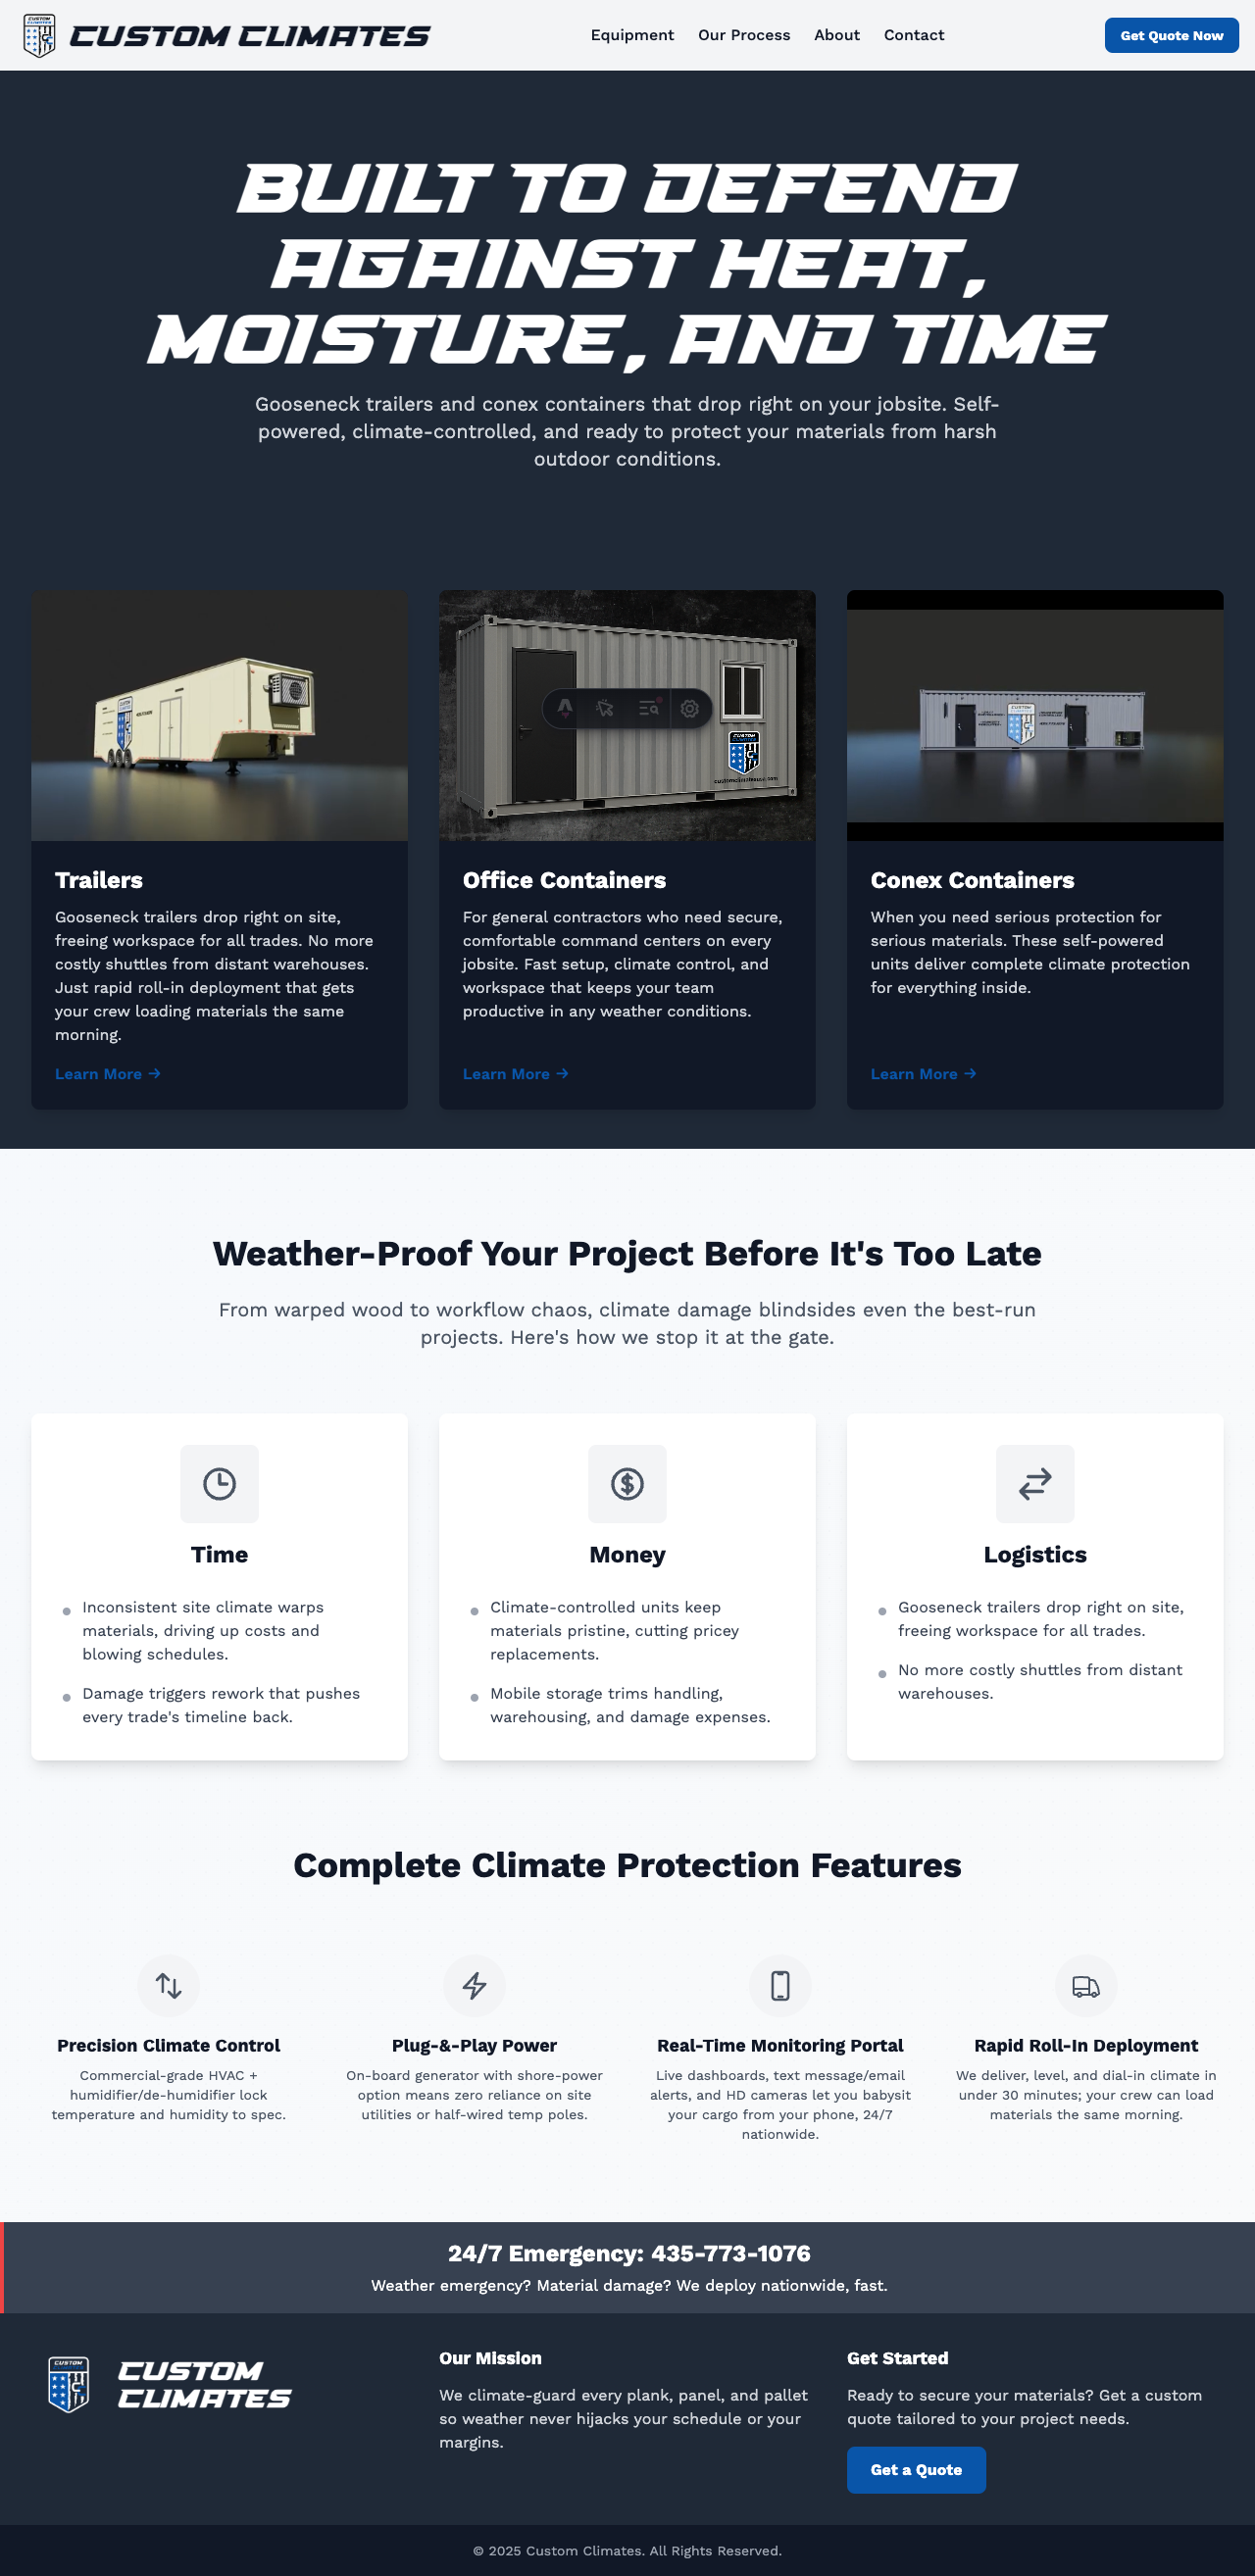 CUSTOM CLIMATES
CUSTOM CLIMATES
Equipment
Our Process
About
Contact
Get Quote Now
BUILT TO DEFEND
AGAINST HEAT,
MOISTURE, AND TIME
Gooseneck trailers and conex containers that drop right on your jobsite. Self-
powered, climate-controlled, and ready to protect your materials from harsh
outdoor conditions.
CUSTOM
CLIMATES
Trailers
Gooseneck trailers drop right on site,
freeing workspace for all trades. No more
costly shuttles from distant warehouses.
Just rapid roll-in deployment that gets
your crew loading materials the same
morning.
Learn More →
Office Containers
For general contractors who need secure,
comfortable command centers on every
jobsite. Fast setup, climate control, and
workspace that keeps your team
productive in any weather conditions.
Learn More →
Conex Containers
When you need serious protection for
serious materials. These self-powered
units deliver complete climate protection
for everything inside.
Learn More →
Weather-Proof Your Project Before It's Too Late
From warped wood to workflow chaos, climate damage blindsides even the best-run
projects. Here's how we stop it at the gate.
Time
Inconsistent site climate warps
materials, driving up costs and
blowing schedules.
Damage triggers rework that pushes
every trade's timeline back.
Money
Climate-controlled units keep
materials pristine, cutting pricey
replacements.
Mobile storage trims handling,
warehousing, and damage expenses.
Logistics
Gooseneck trailers drop right on site,
freeing workspace for all trades.
No more costly shuttles from distant
warehouses.
Complete Climate Protection Features
Precision Climate Control
Commercial-grade HVAC +
humidifier/de-humidifier lock
temperature and humidity to spec.
Plug-&-Play Power
On-board generator with shore-power
option means zero reliance on site
utilities or half-wired temp poles.
Real-Time Monitoring Portal
Live dashboards, text message/email
alerts, and HD cameras let you babysit
your cargo from your phone, 24/7
nationwide.
Rapid Roll-In Deployment
We deliver, level, and dial-in climate in
under 30 minutes; your crew can load
materials the same morning.
24/7 Emergency: 435-773-1076
Weather emergency? Material damage? We deploy nationwide, fast.
CUSTOM
CLIMATES
Our Mission
We climate-guard every plank, panel, and pallet
so weather never hijacks your schedule or your
margins.
Get Started
Ready to secure your materials? Get a custom
quote tailored to your project needs.
Get a Quote
© 2025 Custom Climates. All Rights Reserved.